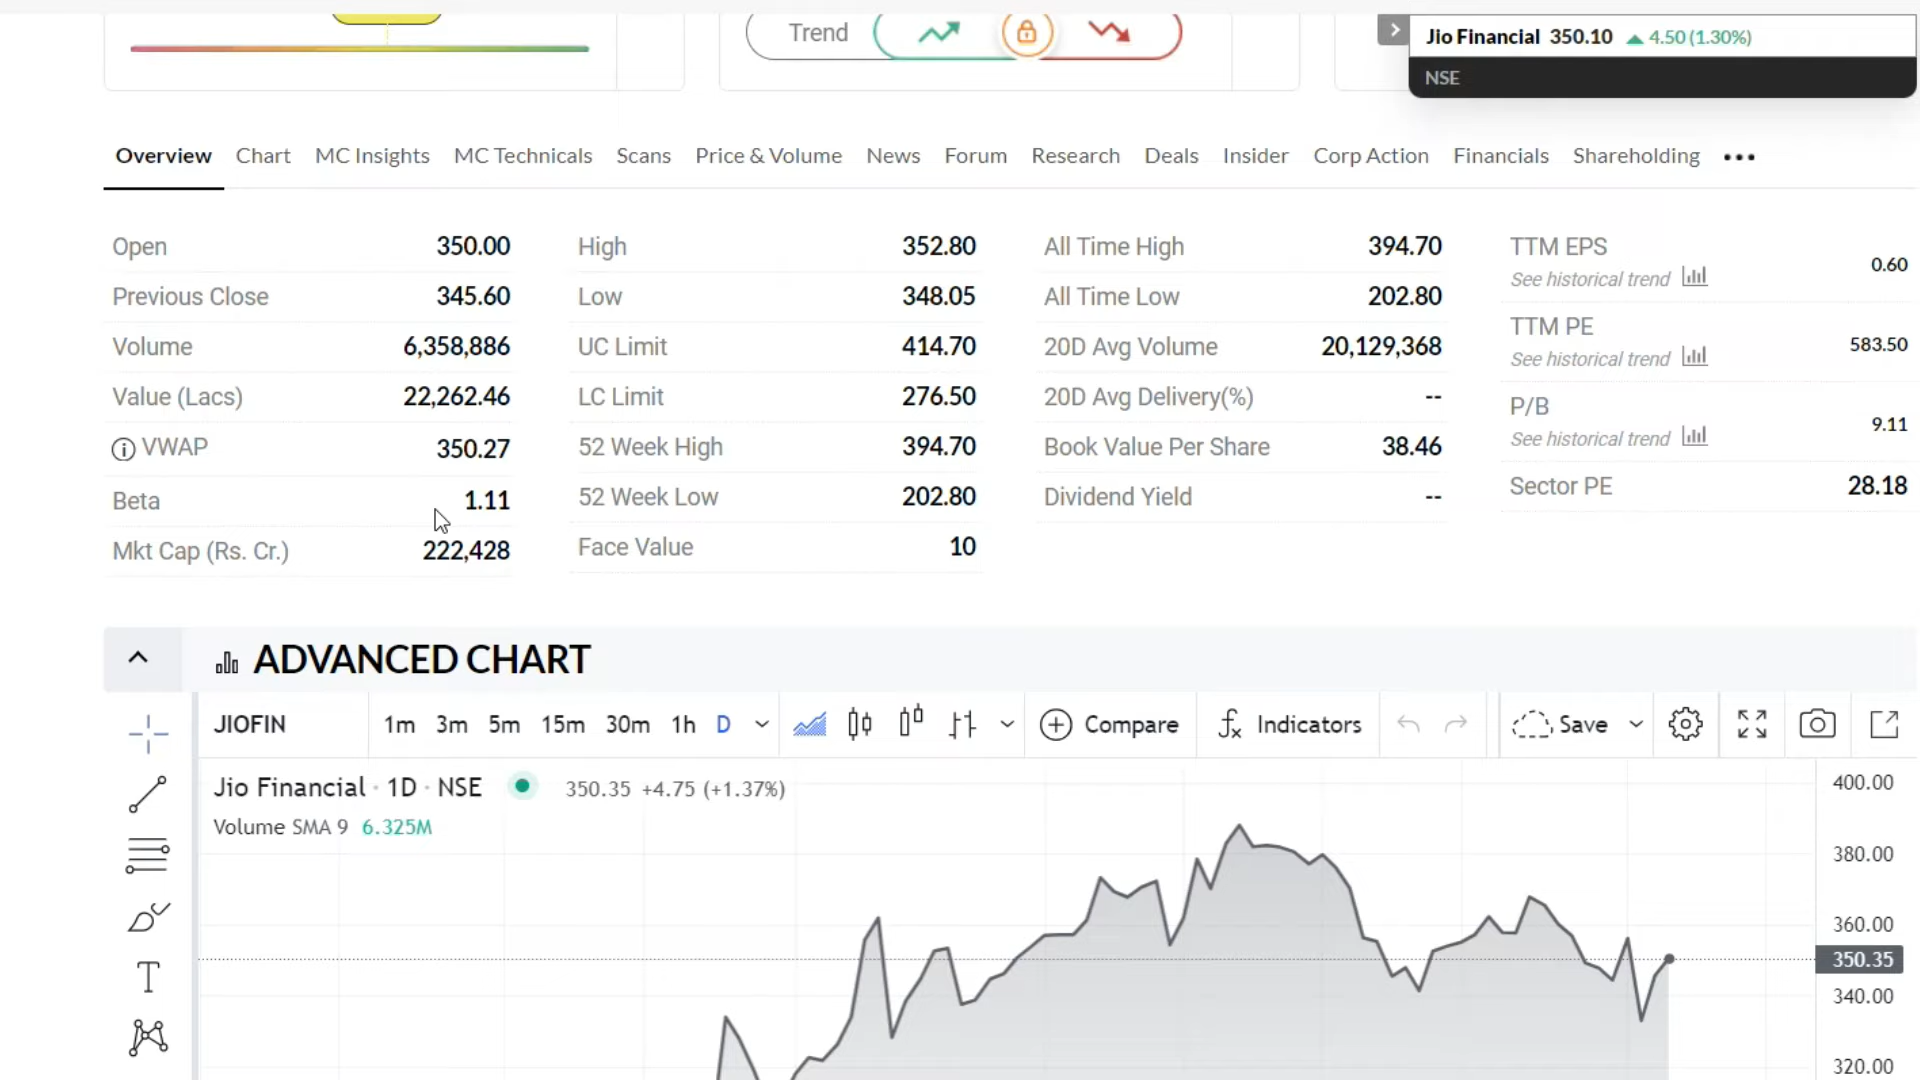 Trend
Jio Financial 350.10 ▲ 4.50 (1.30%)
NSE
Overview Chart MC Insights MC Technicals Scans Price & Volume News Forum Research Deals Insider Corp Action Financials Shareholding •••
Open 350.00
Previous Close 345.60
Volume 6,358,886
Value (Lacs) 22,262.46
VWAP 350.27
Beta 1.11
Mkt Cap (Rs. Cr.) 222,428
High 352.80
Low 348.05
UC Limit 414.70
LC Limit 276.50
52 Week High 394.70
52 Week Low 202.80
Face Value 10
All Time High 394.70
All Time Low 202.80
20D Avg Volume 20,129,368
20D Avg Delivery(%) --
Book Value Per Share 38.46
Dividend Yield --
TTM EPS 0.60
See historical trend
TTM PE 583.50
See historical trend
P/B 9.11
See historical trend
Sector PE 28.18
ADVANCED CHART
JIOFIN 1m 3m 5m 15m 30m 1h D Compare Indicators Save
Jio Financial · 1D · NSE 350.35 +4.75 (+1.37%)
Volume SMA 9 6.325M
400.00
380.00
360.00
350.35
340.00
320.00